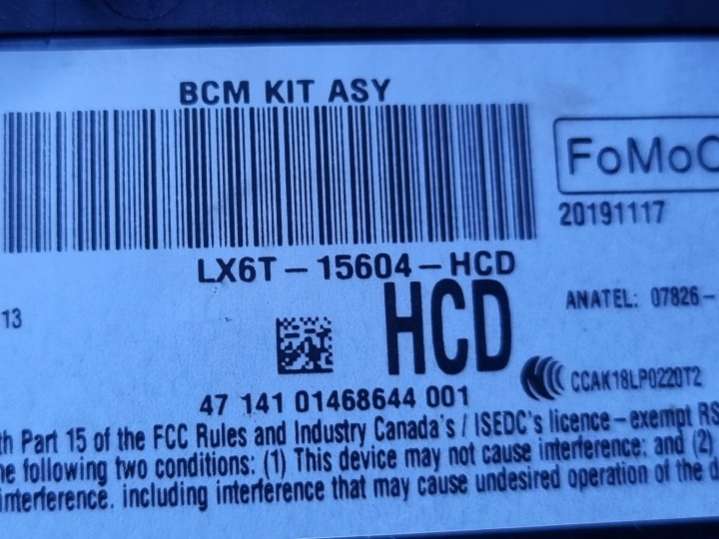 BCM KIT ASY
FoMoC
20191117
LX6T-15604-HCD
13
HCD
ANATEL: 07826-
CCAK18LP0220T2
47 141 01468644 001
th Part 15 of the FCC Rules and Industry Canada's / ISEDC's licence-exempt RS
he following two conditions: (1) This device may not cause interference: and (2)
interference. including interference that may cause undesired operation of the d